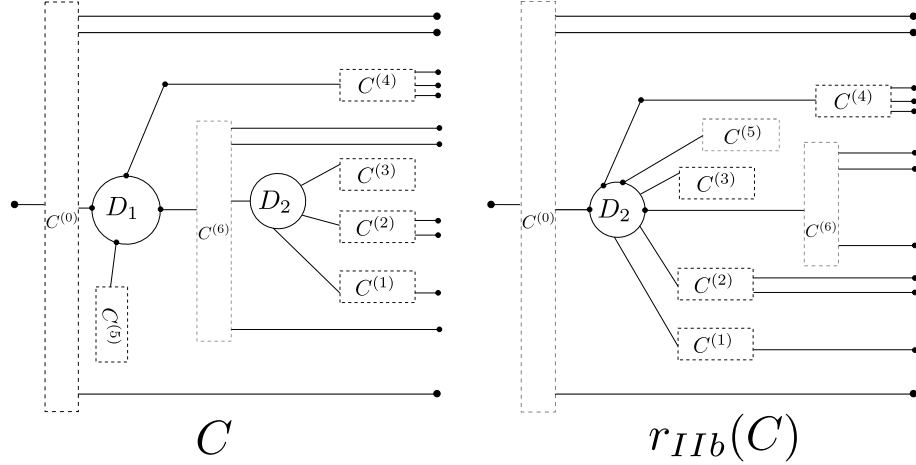 C^{(4)}
C^{(0)}
D_1
C^{(6)}
D_2
C^{(3)}
C^{(2)}
C^{(1)}
C^{(5)}
C
C^{(4)}
C^{(5)}
C^{(3)}
C^{(0)}
D_2
C^{(6)}
C^{(2)}
C^{(1)}
r_{IIb}(C)